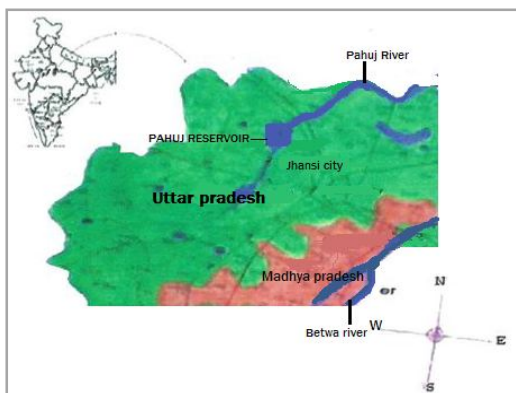 Pahuj River
PAHUJ RESERVOIR
Jhansi city
Uttar pradesh
Madhya pradesh
er
Betwa river
N
W
E
S